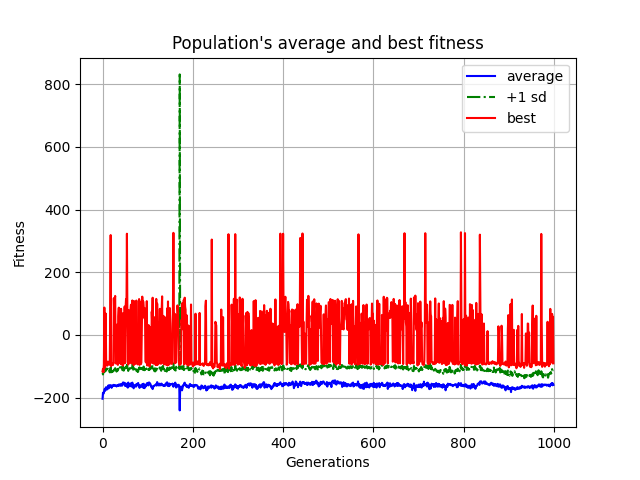 Population's average and best fitness
average
+1 sd
best
Fitness
800
600
400
200
0
−200
0
200
400
600
800
1000
Generations